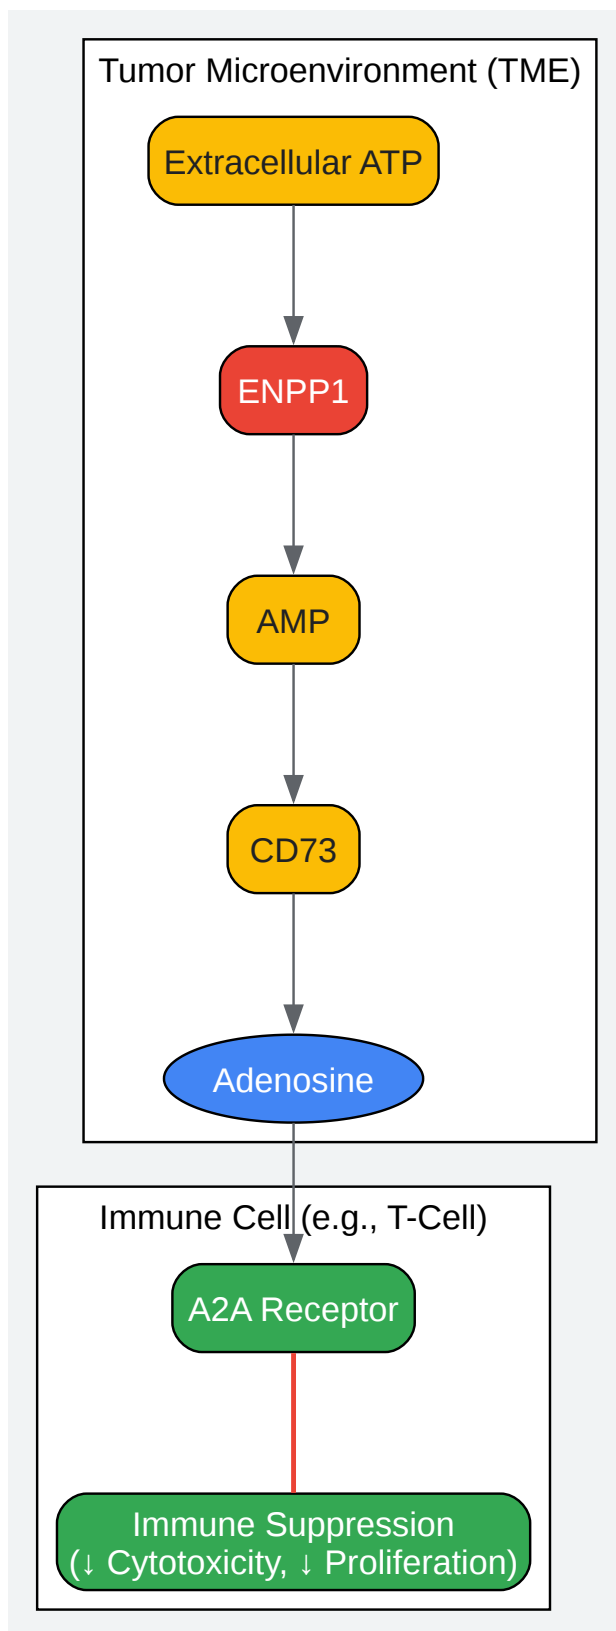 Tumor Microenvironment (TME)
Extracellular ATP
ENPP1
AMP
CD73
Adenosine
Immune Cell (e.g., T-Cell)
A2A Receptor
Immune Suppression
(↓ Cytotoxicity, ↓ Proliferation)